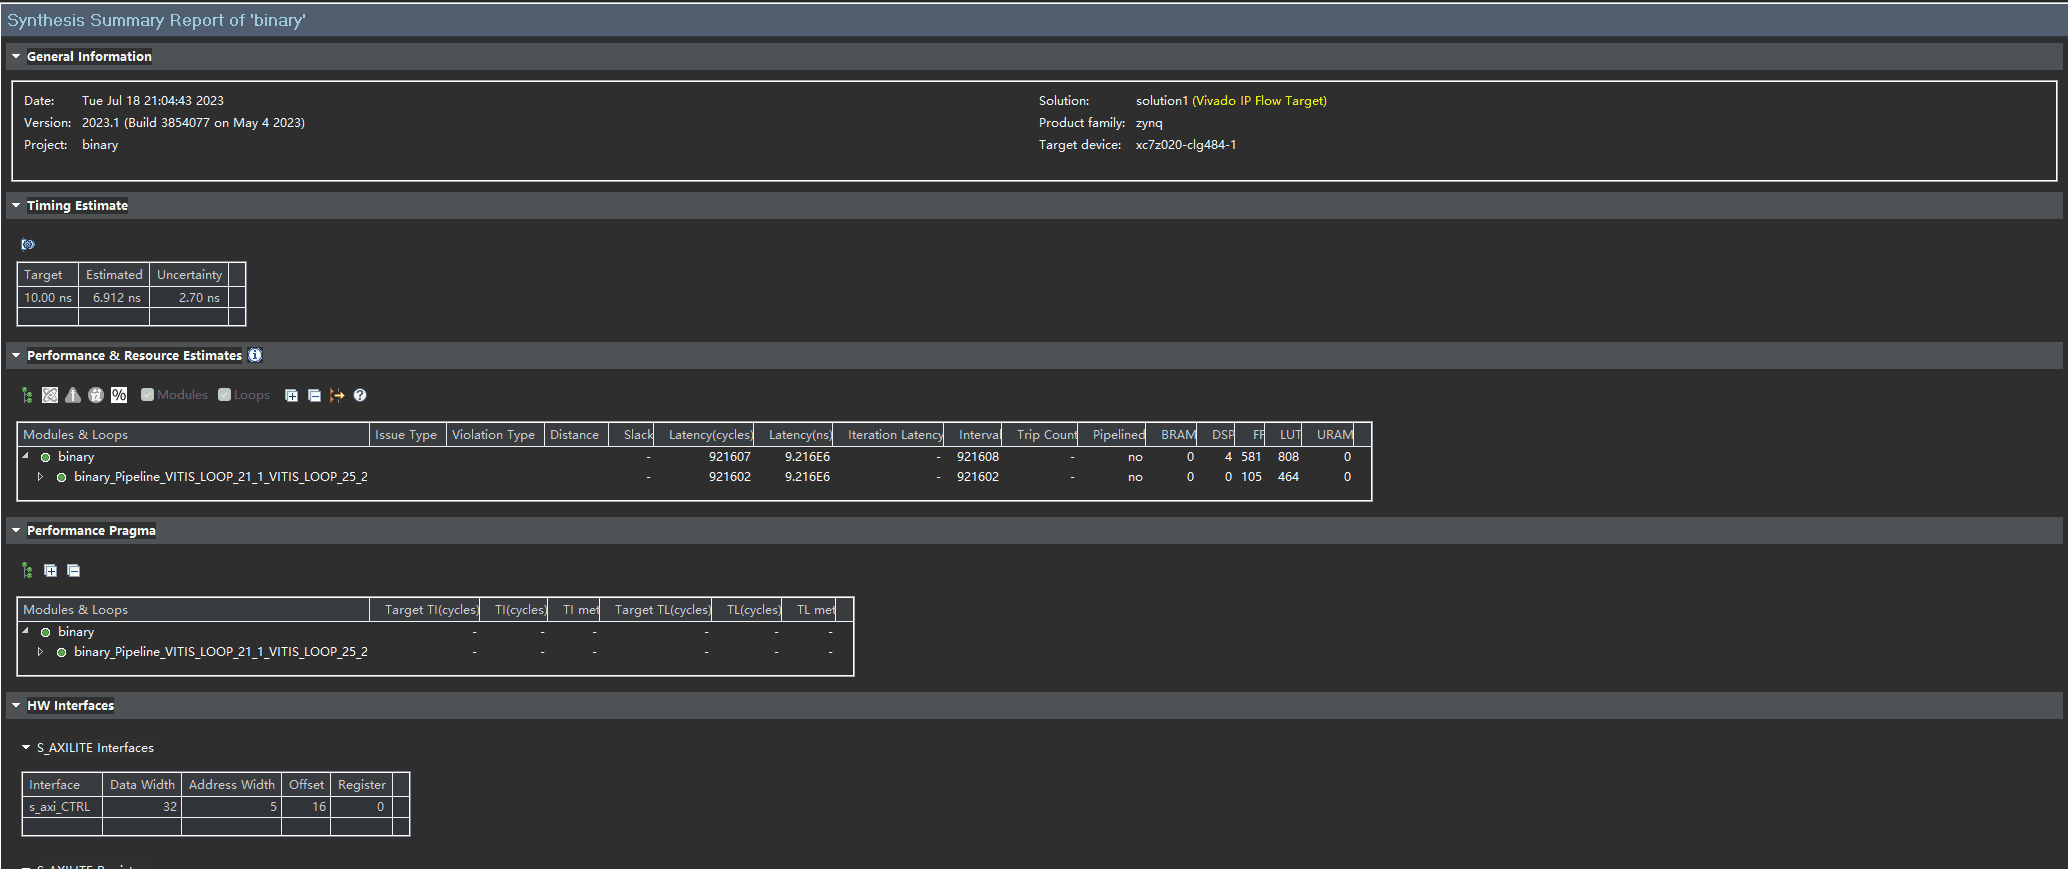 Synthesis Summary Report of 'binary'
General Information
Date: Tue Jul 18 21:04:43 2023 Solution: solution1 (Vivado IP Flow Target)
Version: 2023.1 (Build 3854077 on May 4 2023) Product family: zynq
Project: binary Target device: xc7z020-clg484-1
Timing Estimate
Target Estimated Uncertainty
10.00 ns 6.912 ns 2.70 ns
Performance & Resource Estimates
% Modules Loops
Modules & Loops Issue Type Violation Type Distance Slack Latency(cycles) Latency(ns) Iteration Latency Interval Trip Count Pipelined BRAM DSP FF LUT URAM
binary - 921607 9.216E6 - 921608 - no 0 4 581 808 0
binary_Pipeline_VITIS_LOOP_21_1_VITIS_LOOP_25_2 - 921602 9.216E6 - 921602 - no 0 0 105 464 0
Performance Pragma
Modules & Loops Target TI(cycles) TI(cycles) TI met Target TL(cycles) TL(cycles) TL met
binary - - - - - -
binary_Pipeline_VITIS_LOOP_21_1_VITIS_LOOP_25_2 - - - - - -
HW Interfaces
S_AXILITE Interfaces
Interface Data Width Address Width Offset Register
s_axi_CTRL 32 5 16 0